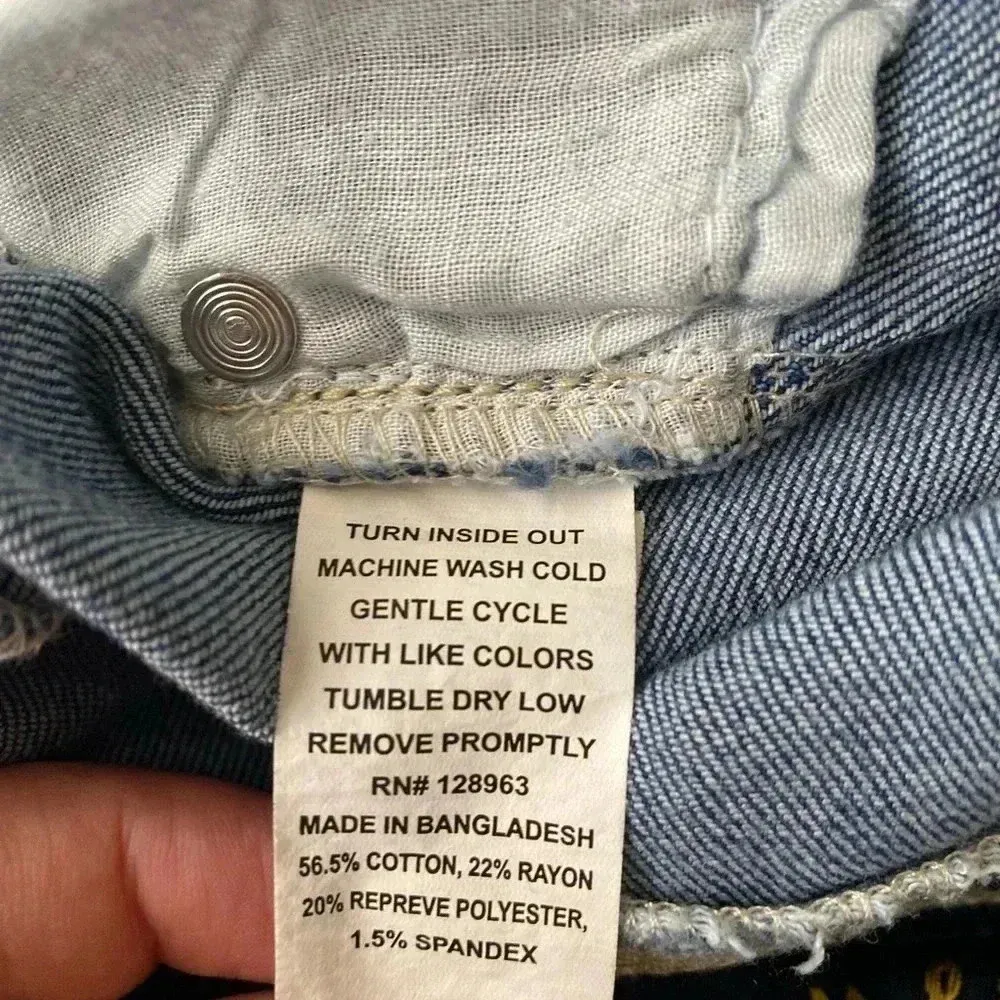 TURN INSIDE OUT
MACHINE WASH COLD
GENTLE CYCLE
WITH LIKE COLORS
TUMBLE DRY LOW
REMOVE PROMPTLY
RN# 128963
MADE IN BANGLADESH
56.5% COTTON, 22% RAYON
20% REPREVE POLYESTER,
1.5% SPANDEX